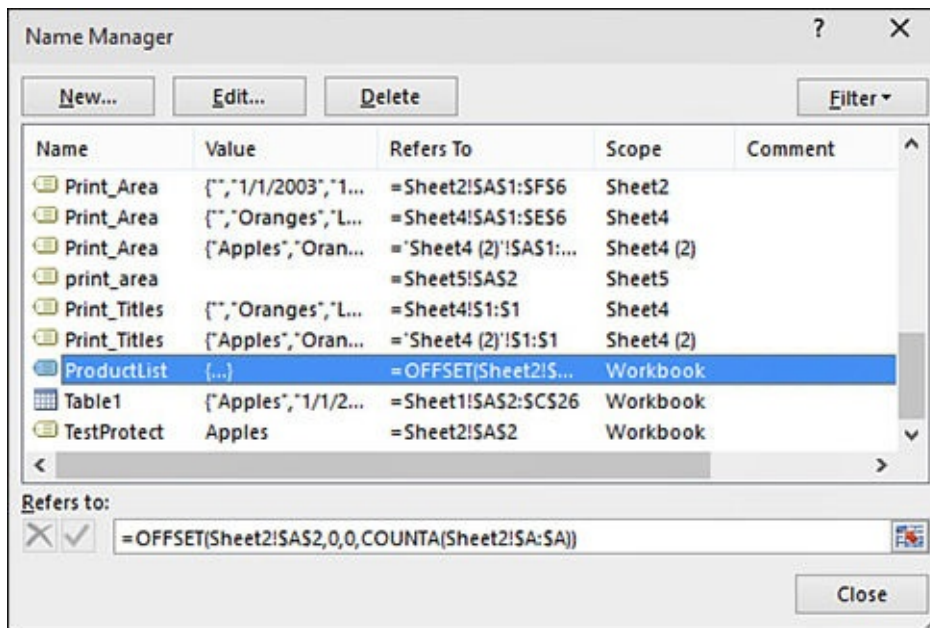 Name Manager ? X
New... Edit... Delete Filter
Name Value Refers To Scope Comment
Print_Area {"","1/1/2003","1... =Sheet2!$A$1:$F$6 Sheet2
Print_Area {"","Oranges","L... =Sheet4!$A$1:$E$6 Sheet4
Print_Area {"Apples","Oran... ='Sheet4 (2)'!$A$1:... Sheet4 (2)
print_area =Sheet5!$A$2 Sheet5
Print_Titles {"","Oranges","L... =Sheet4!$1:$1 Sheet4
Print_Titles {"Apples","Oran... ='Sheet4 (2)'!$1:$1 Sheet4 (2)
ProductList {...} =OFFSET(Sheet2!$... Workbook
Table1 {"Apples","1/1/2... =Sheet1!$A$2:$C$26 Workbook
TestProtect Apples =Sheet2!$A$2 Workbook
Refers to:
=OFFSET(Sheet2!$A$2,0,0,COUNTA(Sheet2!$A:$A))
Close